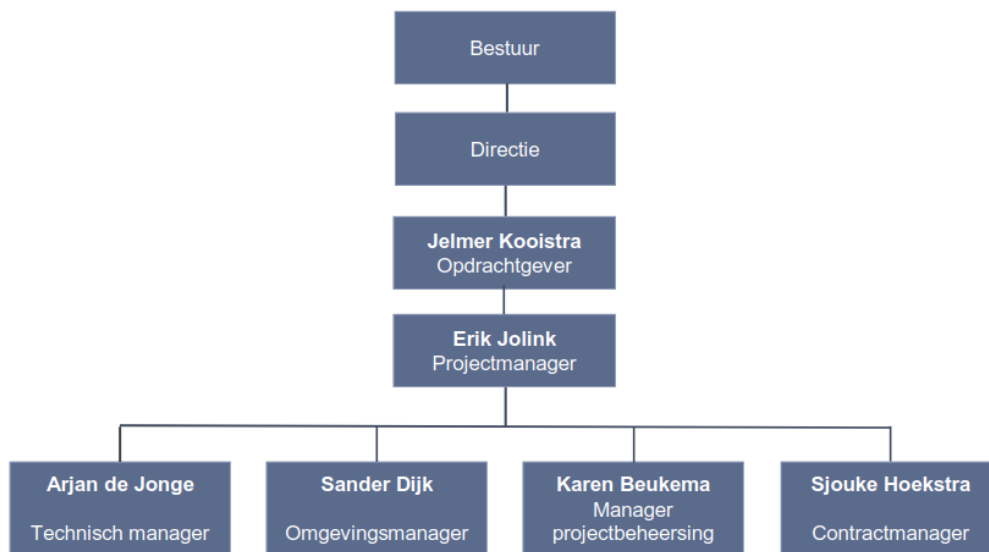 Bestuur
Directie
Jelmer Kooistra
Opdrachtgever
Erik Jolink
Projectmanager
Arjan de Jonge
Technisch manager
Sander Dijk
Omgevingsmanager
Karen Beukema
Manager
projectbeheersing
Sjouke Hoekstra
Contractmanager